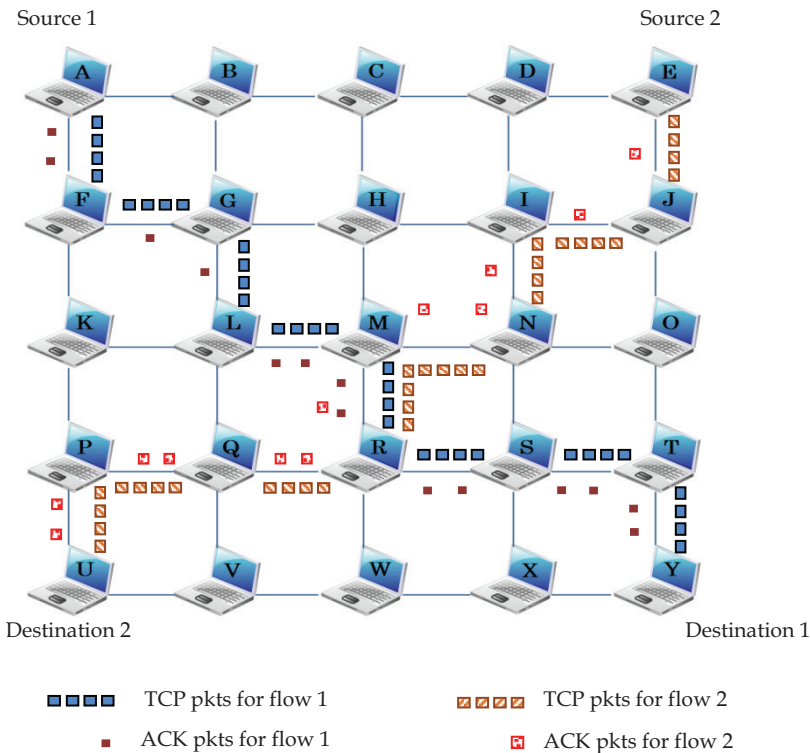 Source 1 Source 2
A B C D E
F G H I J
K L M N O
P Q R S T
U V W X Y
Destination 2 Destination 1
TCP pkts for flow 1 TCP pkts for flow 2
ACK pkts for flow 1 ACK pkts for flow 2